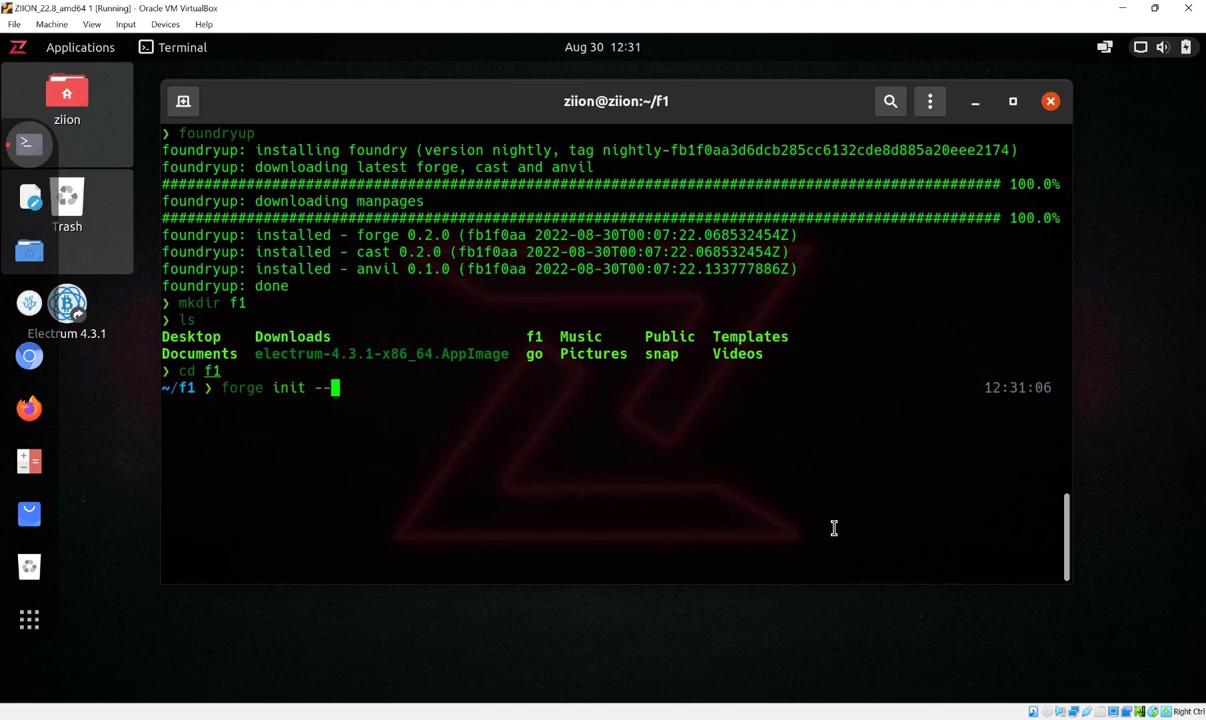 ZIION_22.8_amd64 1 [Running] - Oracle VM VirtualBox
File Machine View Input Devices Help
Applications Terminal Aug 30 12:31
ziion@ziion:~/f1
ziion
Trash
Electrum 4.3.1
❯ foundryup
foundryup: installing foundry (version nightly, tag nightly-fb1f0aa3d6dcb285cc6132cde8d885a20eee2174)
foundryup: downloading latest forge, cast and anvil
######################################################################################################## 100.0%
foundryup: downloading manpages
######################################################################################################## 100.0%
foundryup: installed - forge 0.2.0 (fb1f0aa 2022-08-30T00:07:22.068532454Z)
foundryup: installed - cast 0.2.0 (fb1f0aa 2022-08-30T00:07:22.068532454Z)
foundryup: installed - anvil 0.1.0 (fb1f0aa 2022-08-30T00:07:22.133777886Z)
foundryup: done
❯ mkdir f1
❯ ls
Desktop Downloads f1 Music Public Templates
Documents electrum-4.3.1-x86_64.AppImage go Pictures snap Videos
❯ cd f1
~/f1 ❯ forge init -- 12:31:06
Right Ctrl